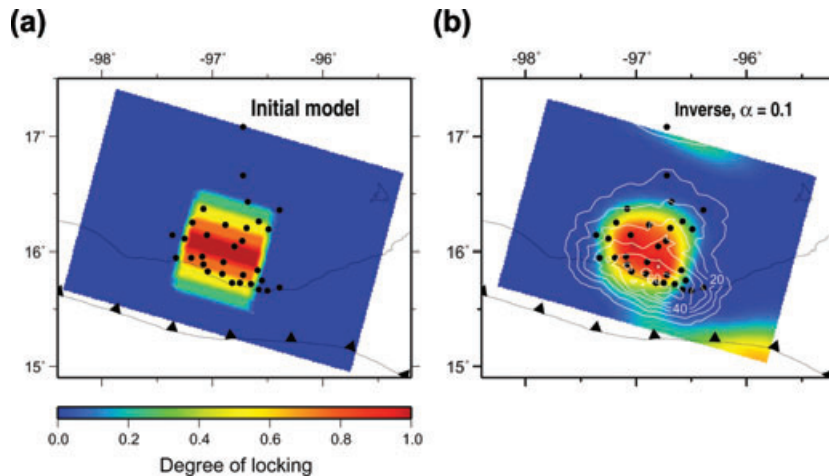 (a)
(b)
-98° -97° -96°
-98° -97° -96°
Initial model
Inverse, α = 0.1
17°
16°
15°
17°
16°
15°
20
40
0.0 0.2 0.4 0.6 0.8 1.0
Degree of locking